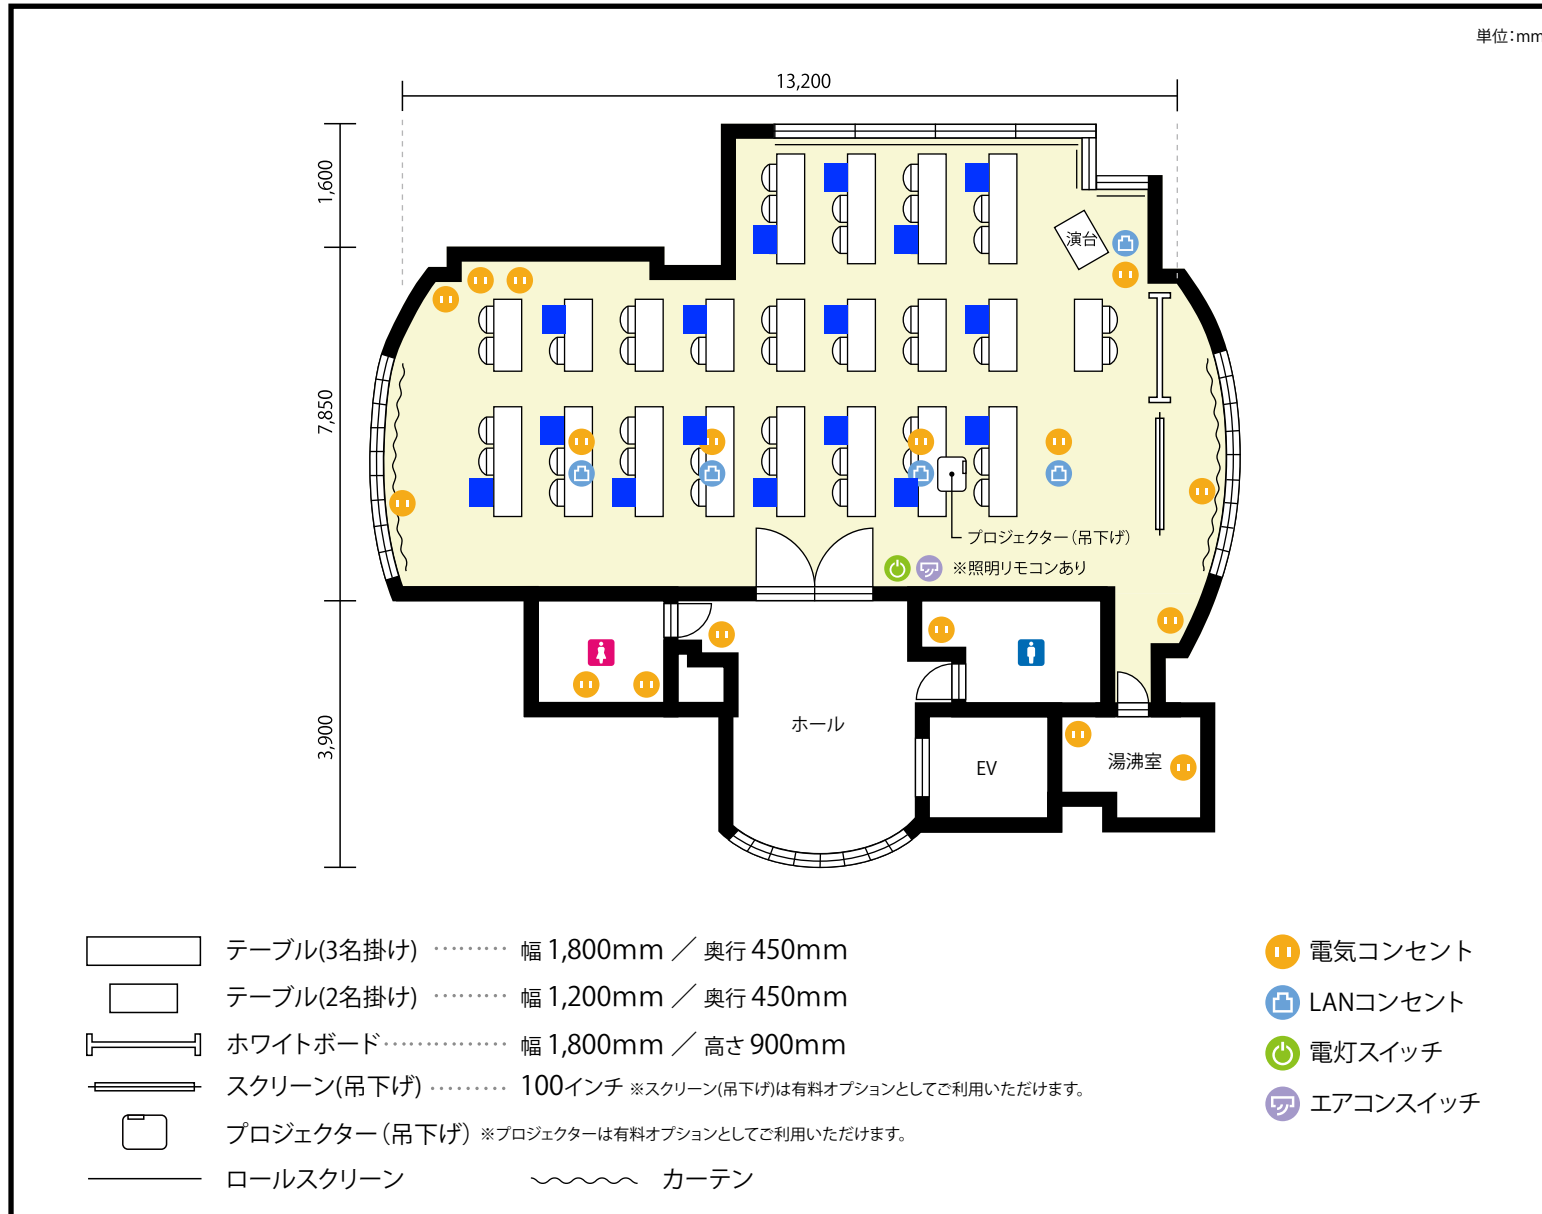 単位:mm
13,200
1,600
7,850
3,900
演台
プロジェクター(吊下げ)
※照明リモコンあり
ホール
EV
湯沸室
テーブル(3名掛け) ········· 幅 1,800mm ／ 奥行 450mm
テーブル(2名掛け) ········· 幅 1,200mm ／ 奥行 450mm
ホワイトボード··············· 幅 1,800mm ／ 高さ 900mm
スクリーン(吊下げ) ········· 100インチ ※スクリーン(吊下げ)は有料オプションとしてご利用いただけます。
プロジェクター(吊下げ) ※プロジェクターは有料オプションとしてご利用いただけます。
ロールスクリーン
カーテン
電気コンセント
LANコンセント
電灯スイッチ
エアコンスイッチ